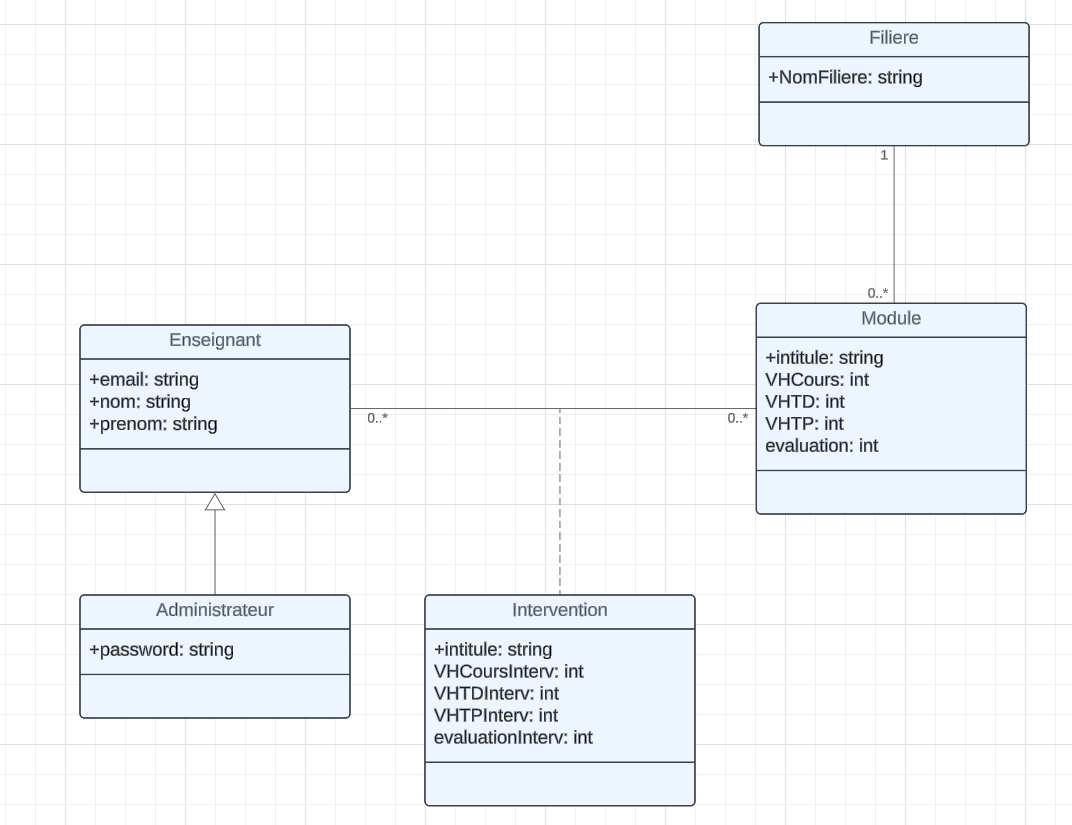 Filiere
+NomFiliere: string
1
0..*
Module
+intitule: string
VHCours: int
VHTD: int
VHTP: int
evaluation: int
Enseignant
+email: string
+nom: string
+prenom: string
0..*
0..*
Administrateur
+password: string
Intervention
+intitule: string
VHCoursInterv: int
VHTDInterv: int
VHTPInterv: int
evaluationInterv: int